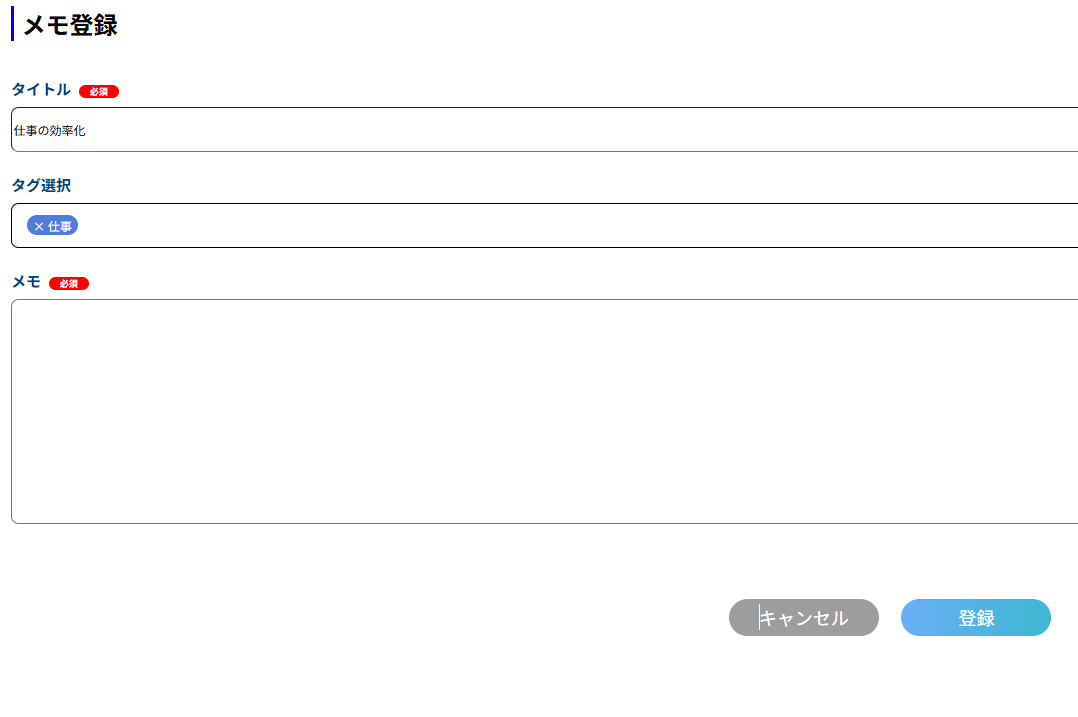 メモ登録
タイトル 必須
仕事の効率化
タグ選択
× 仕事
メモ 必須
キャンセル 登録